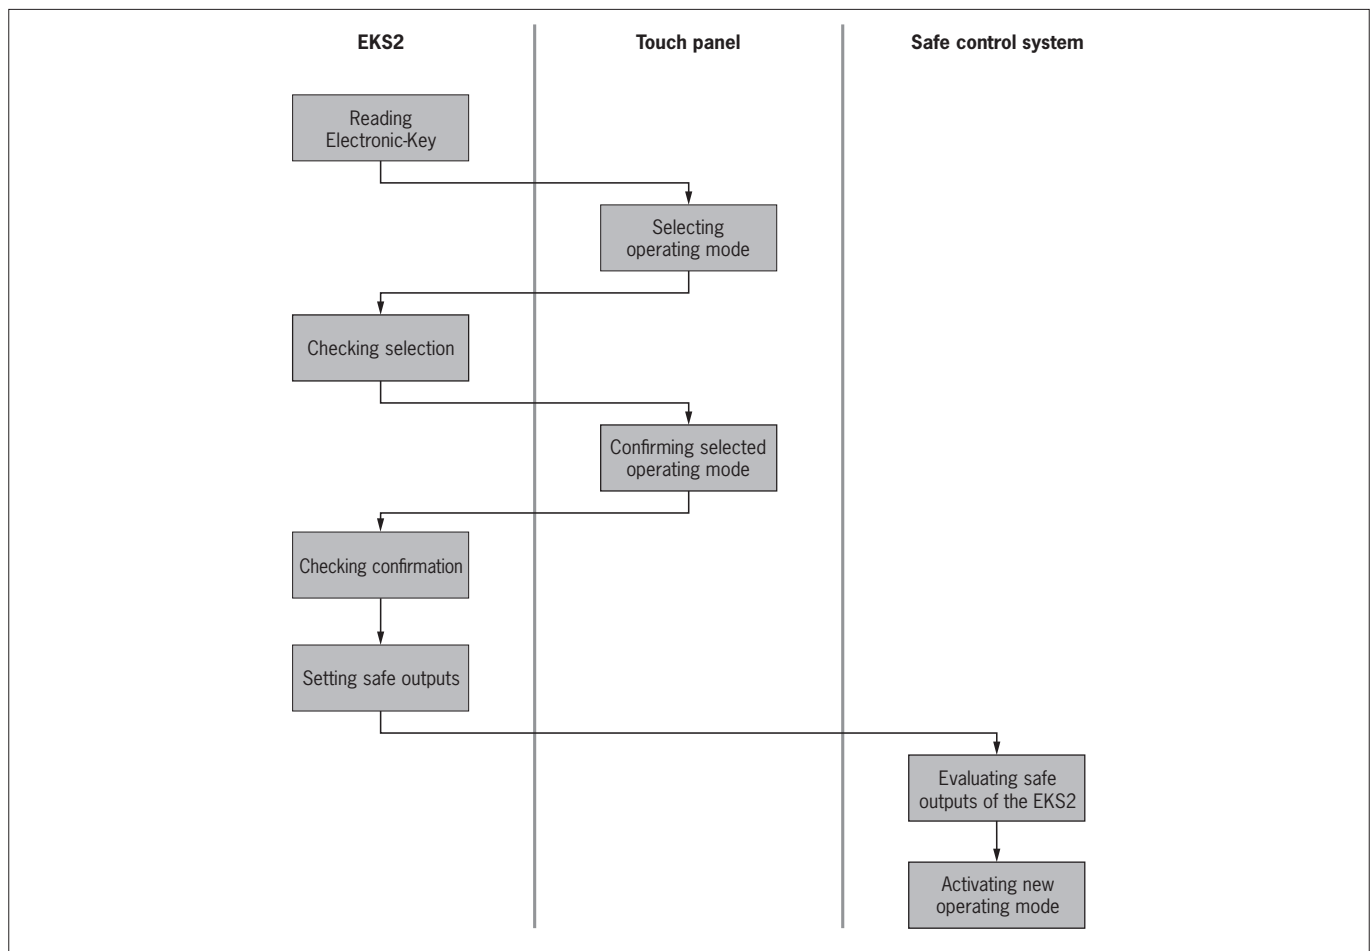 EKS2
Touch panel
Safe control system
Reading
Electronic-Key
Selecting
operating mode
Checking selection
Confirming selected
operating mode
Checking confirmation
Setting safe outputs
Evaluating safe
outputs of the EKS2
Activating new
operating mode